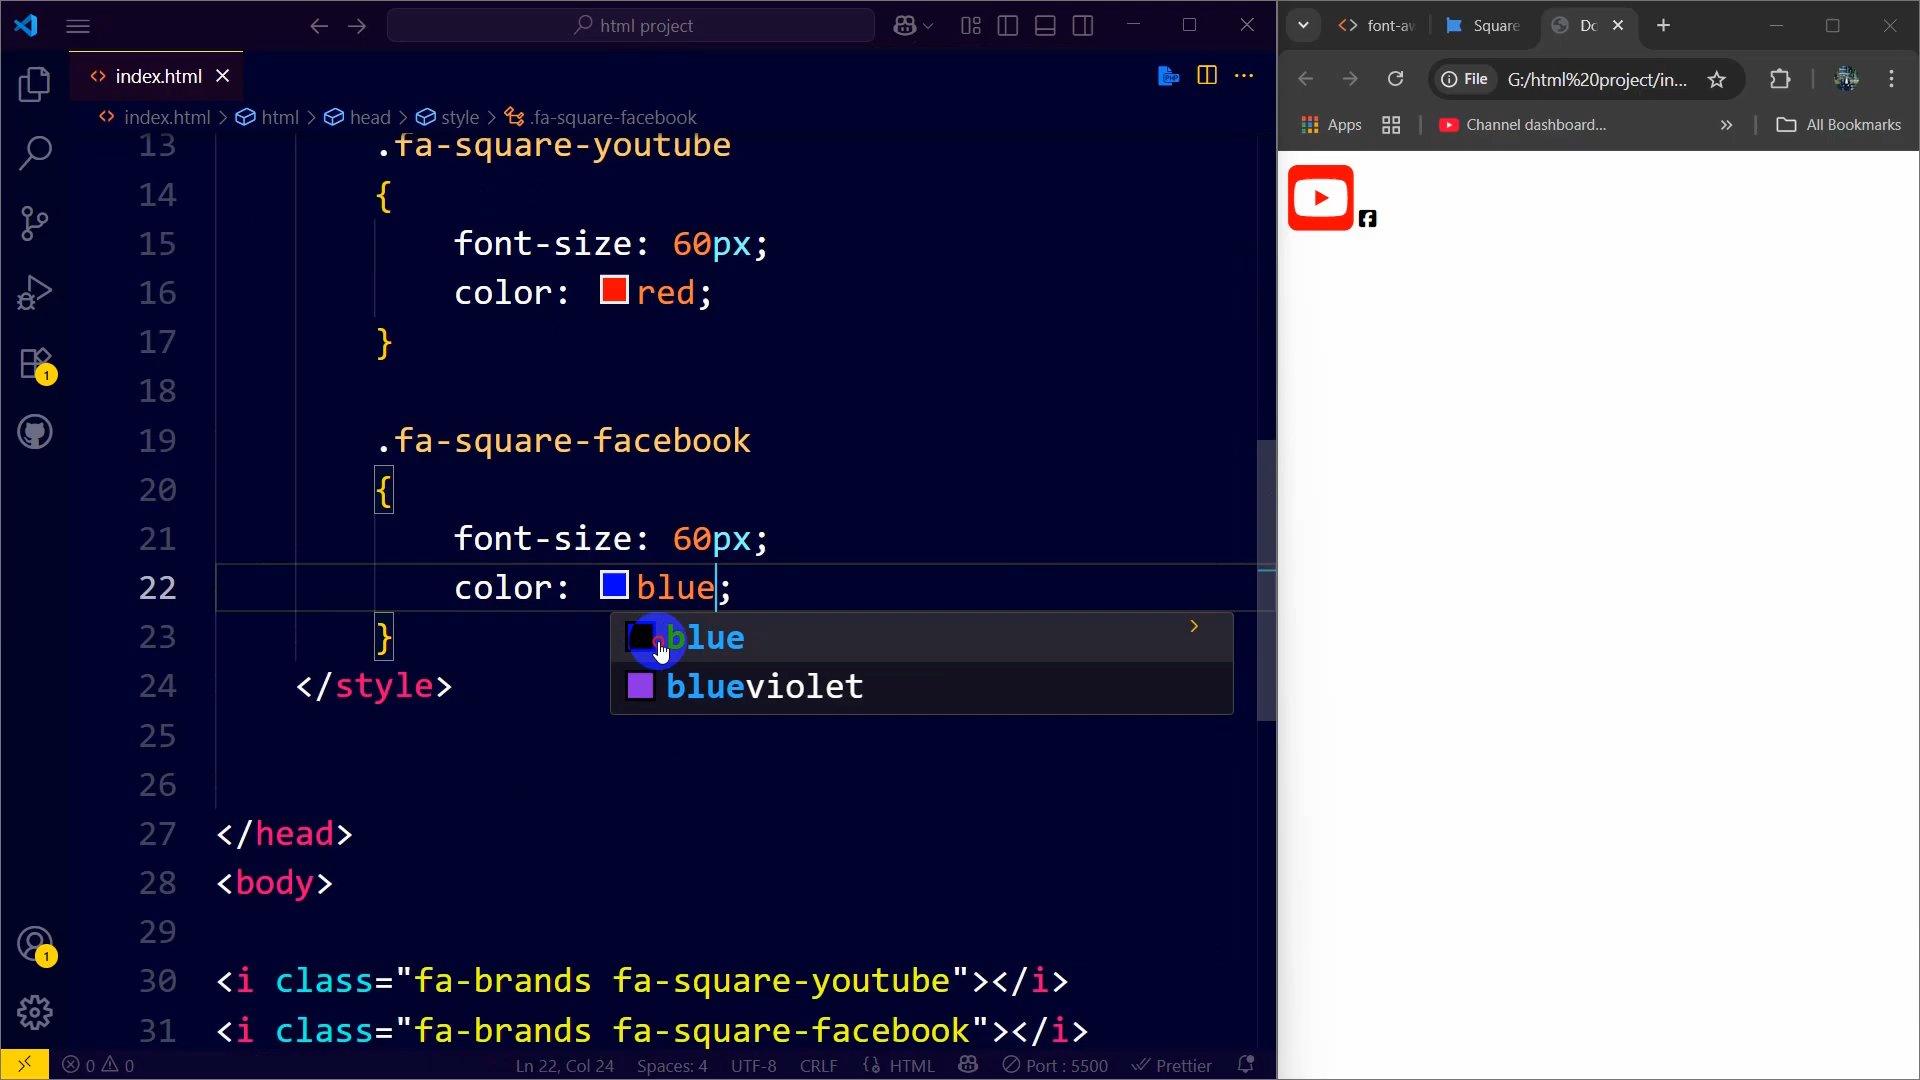 html project
font-aw
Square
Do
index.html
File
G:/html%20project/in...
index.html > html > head > style > .fa-square-facebook
Apps
Channel dashboard...
»
All Bookmarks
13 .fa-square-youtube
14 {
15 font-size: 60px;
16 color: red;
17 }
18
19 .fa-square-facebook
20 {
21 font-size: 60px;
22 color: blue;
23 }
blue
24 </style>
blueviolet
25
26
27 </head>
28 <body>
29
30 <i class="fa-brands fa-square-youtube"></i>
31 <i class="fa-brands fa-square-facebook"></i>
1
1
0 0
Ln 22, Col 24
Spaces: 4
UTF-8
CRLF
HTML
Port : 5500
Prettier